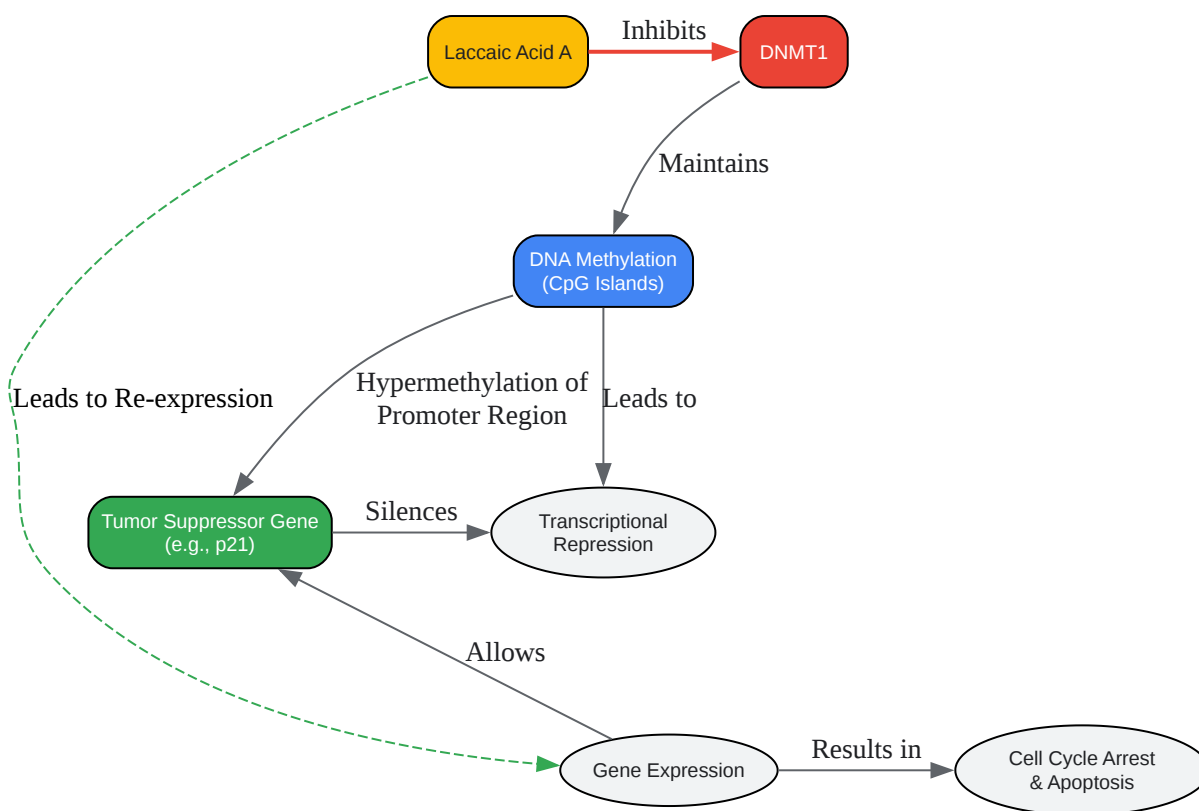 Laccaic Acid A
Inhibits
DNMT1
Maintains
DNA Methylation
(CpG Islands)
Leads to Re-expression
Hypermethylation of
Promoter Region
Leads to
Tumor Suppressor Gene
(e.g., p21)
Silences
Transcriptional
Repression
Allows
Gene Expression
Results in
Cell Cycle Arrest
& Apoptosis